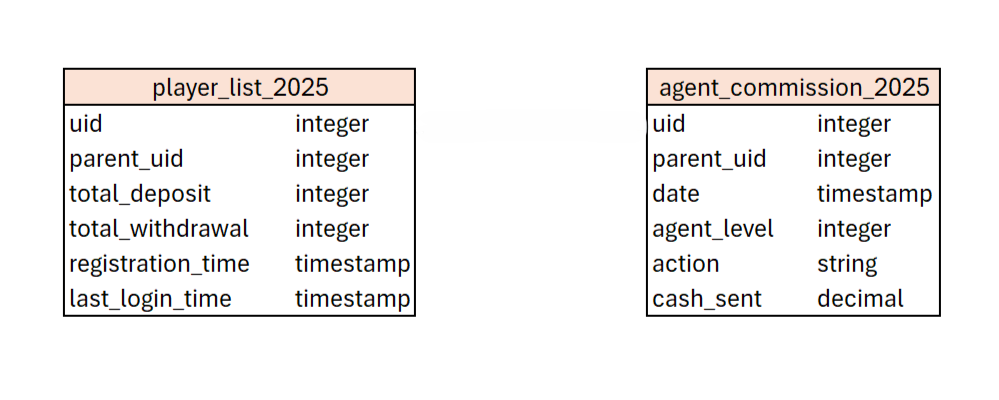 player_list_2025
uid integer
parent_uid integer
total_deposit integer
total_withdrawal integer
registration_time timestamp
last_login_time timestamp
agent_commission_2025
uid integer
parent_uid integer
date timestamp
agent_level integer
action string
cash_sent decimal